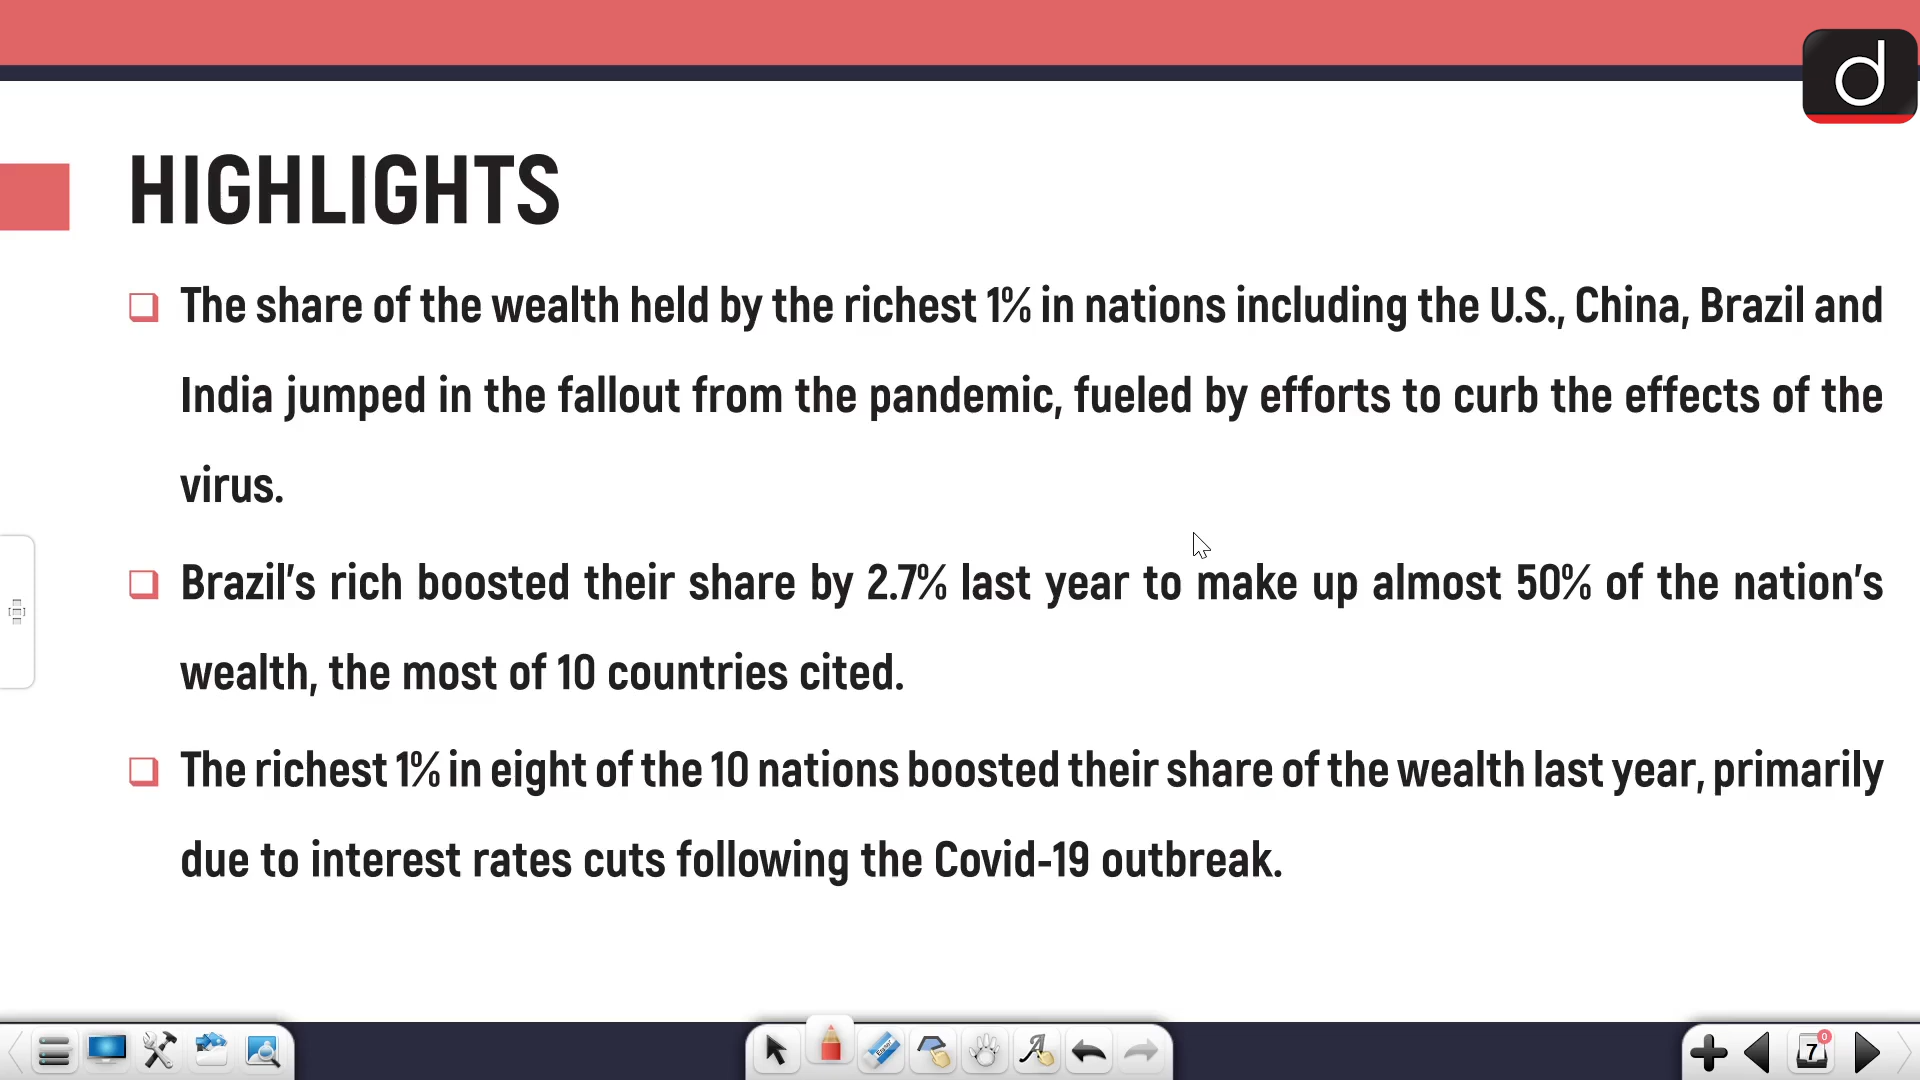 d
HIGHLIGHTS
The share of the wealth held by the richest 1% in nations including the U.S., China, Brazil and
India jumped in the fallout from the pandemic, fueled by efforts to curb the effects of the
virus.
Brazil's rich boosted their share by 2.7% last year to make up almost 50% of the nation's
wealth, the most of 10 countries cited.
The richest 1% in eight of the 10 nations boosted their share of the wealth last year, primarily
due to interest rates cuts following the Covid-19 outbreak.
Eraser
A
7
0